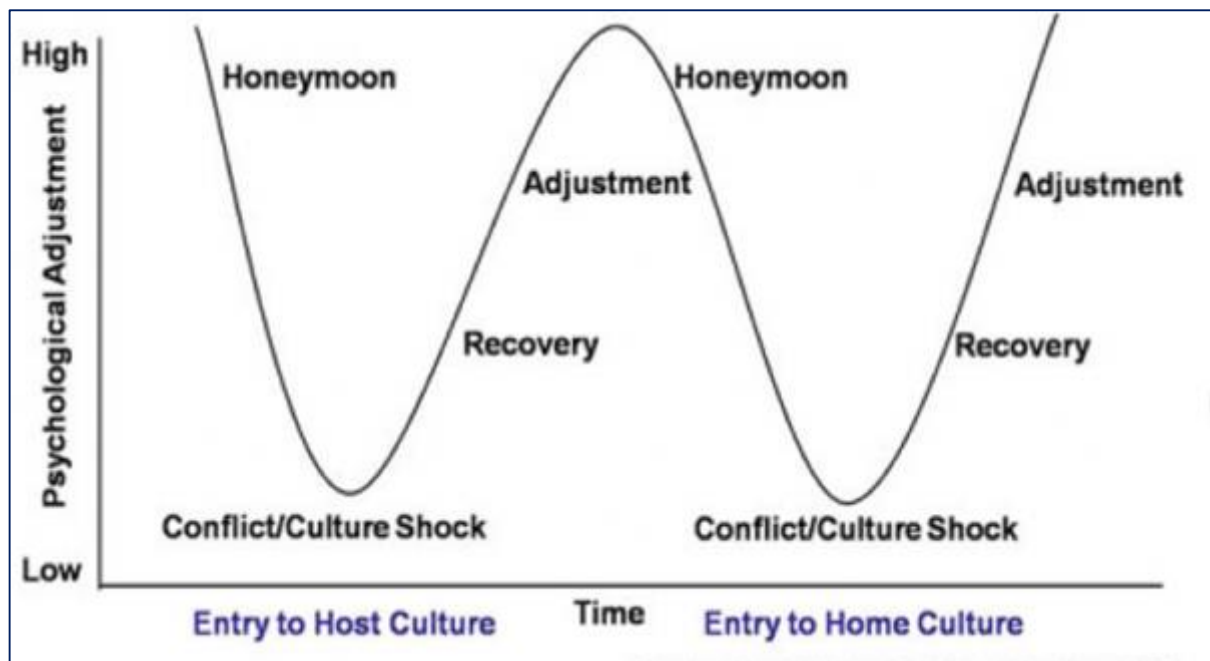 High
Honeymoon
Honeymoon
Psychological Adjustment
Adjustment
Adjustment
Recovery
Recovery
Conflict/Culture Shock
Conflict/Culture Shock
Low
Time
Entry to Host Culture
Entry to Home Culture